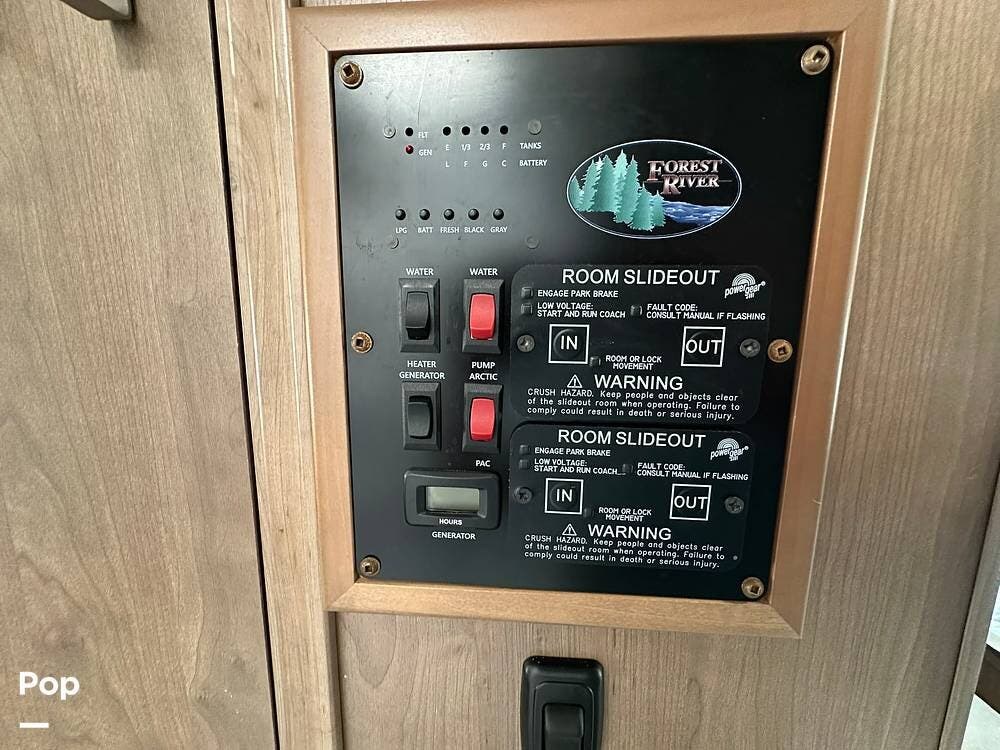 FLT
GEN
E 1/3 2/3 F TANKS
L F G C BATTERY
FOREST
RIVER
LPG BATT FRESH BLACK GRAY
WATER
WATER
HEATER
PUMP
GENERATOR
ARCTIC
PAC
HOURS
GENERATOR
ROOM SLIDEOUT
powergear®
ENGAGE PARK BRAKE
LOW VOLTAGE:
START AND RUN COACH
FAULT CODE:
CONSULT MANUAL IF FLASHING
IN
OUT
ROOM OR LOCK
MOVEMENT
WARNING
CRUSH HAZARD. Keep people and objects clear
of the slideout room when operating. Failure to
comply could result in death or serious injury.
ROOM SLIDEOUT
powergear®
ENGAGE PARK BRAKE
LOW VOLTAGE:
START AND RUN COACH
FAULT CODE:
CONSULT MANUAL IF FLASHING
IN
OUT
ROOM OR LOCK
MOVEMENT
WARNING
CRUSH HAZARD. Keep people and objects clear
of the slideout room when operating. Failure to
comply could result in death or serious injury.
Pop